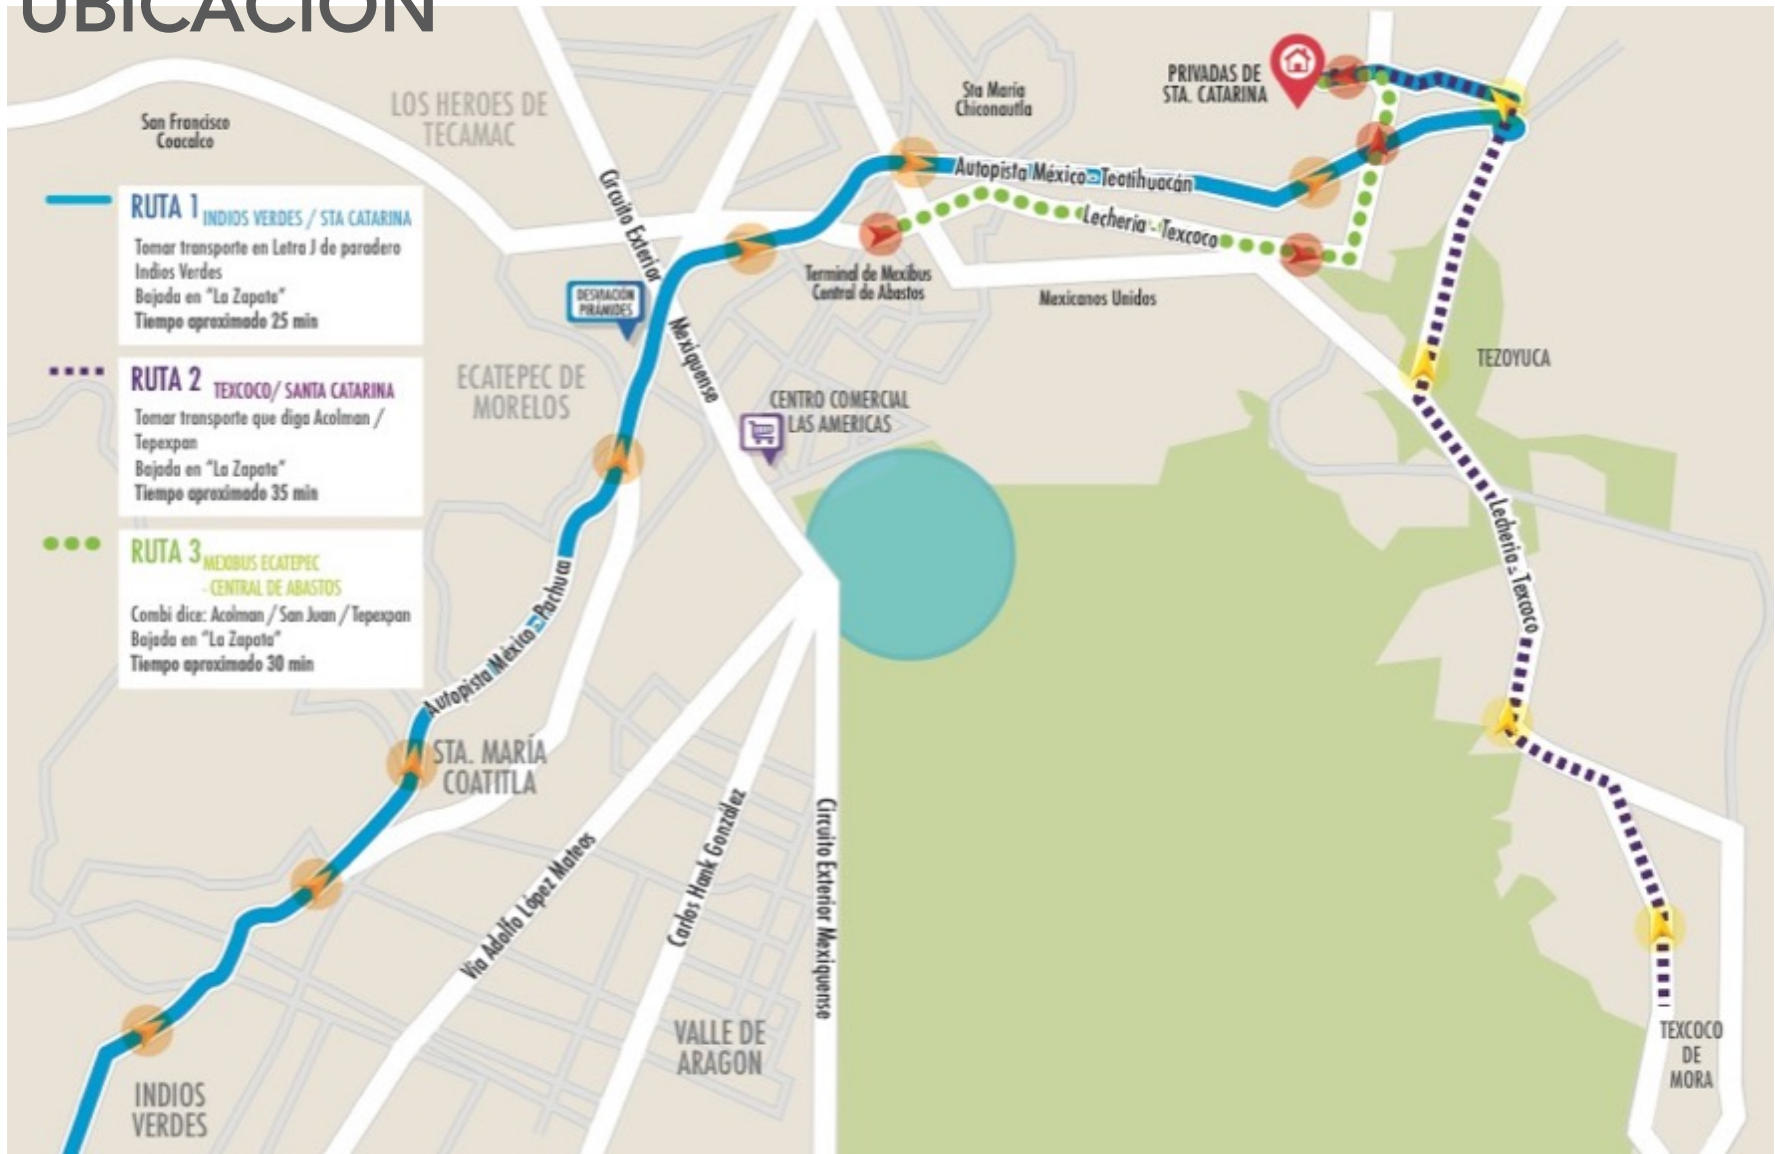 UBICACIÓN
PRIVADAS DE
STA. CATARINA
Sta María
Chiconautla
LOS HEROES DE
TECAMAC
San Francisco
Coacalco
Circuito Exterior
Autopista México - Teotihuacán
RUTA 1 INDIOS VERDES / STA CATARINA
Tomar transporte en Letra J de paradero
Indios Verdes
Bajada en "La Zapata"
Tiempo aproximado 25 min
Lecheria - Texcoco
Terminal de Mexibus
Central de Abastos
Mexicanos Unidos
DESVIACIÓN
PIRÁMIDES
Mexiquense
TEZOYUCA
RUTA 2 TEXCOCO/ SANTA CATARINA
Tomar transporte que diga Acolman /
Tepexpan
Bajada en "La Zapata"
Tiempo aproximado 35 min
ECATEPEC DE
MORELOS
CENTRO COMERCIAL
LAS AMERICAS
RUTA 3 MEXIBUS ECATEPEC
- CENTRAL DE ABASTOS
Combi dice: Acolman / San Juan / Tepexpan
Bajada en "La Zapata"
Tiempo aproximado 30 min
Lecheria - Texcoco
Autopista México - Pachuca
STA. MARÍA
COATITLA
Vía Adolfo López Mateos
Carlos Hank González
Circuito Exterior Mexiquense
VALLE DE
ARAGON
TEXCOCO
DE
MORA
INDIOS
VERDES